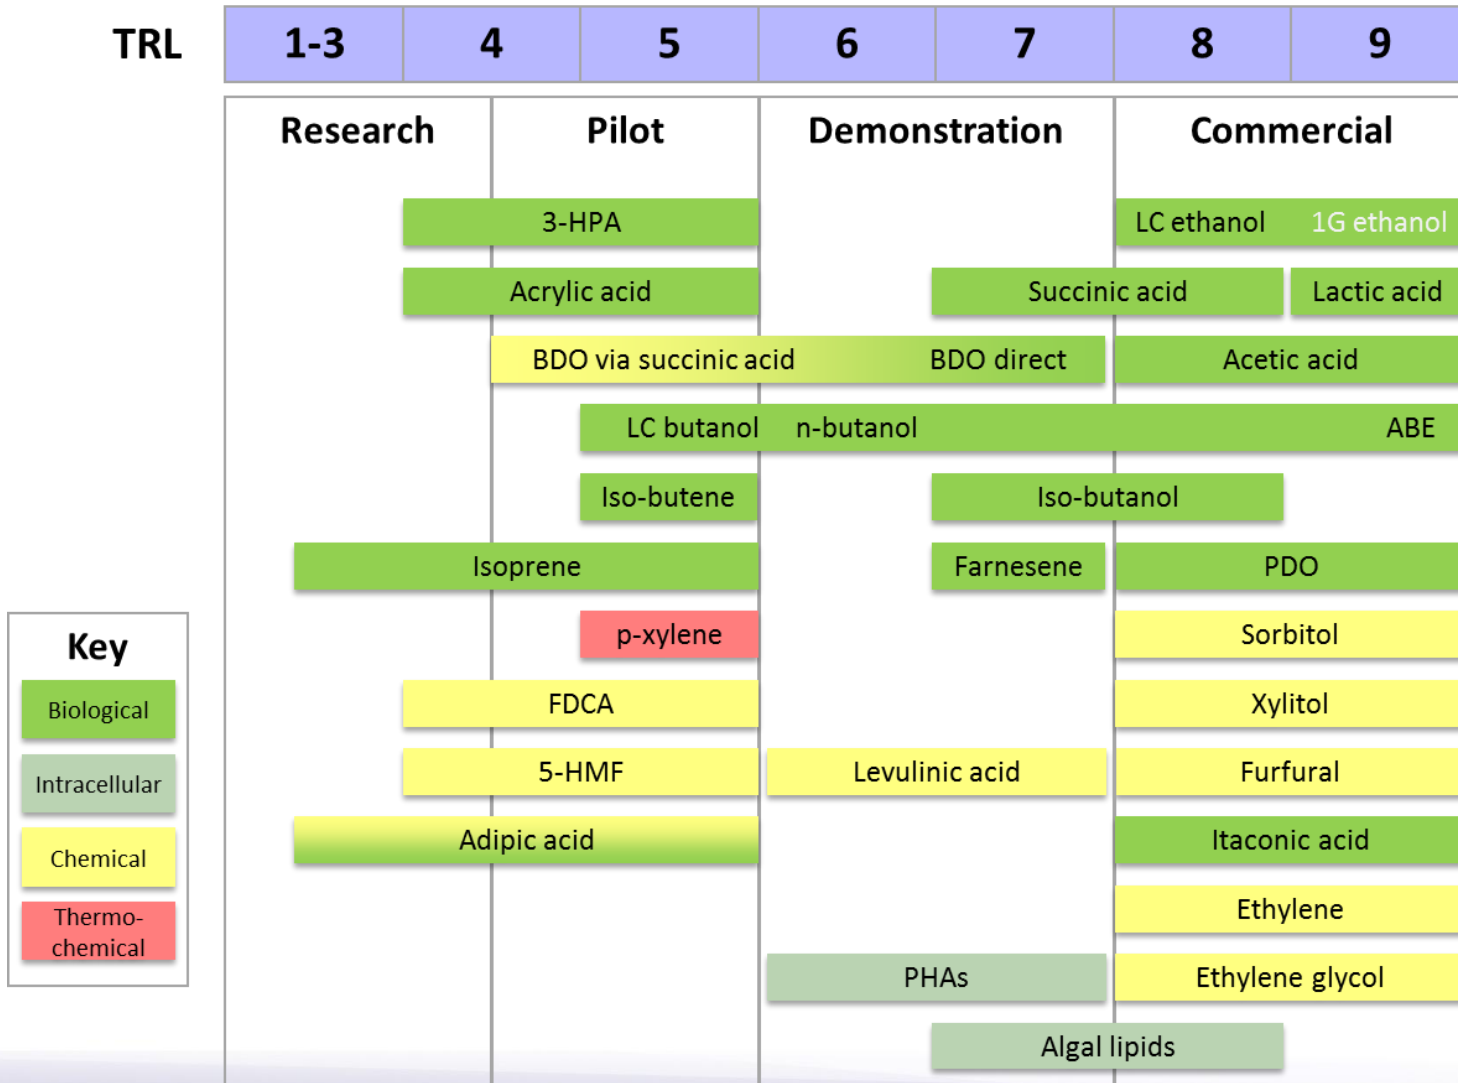 TRL 1-3 4 5 6 7 8 9
Research Pilot Demonstration Commercial
3-HPA LC ethanol 1G ethanol
Acrylic acid Succinic acid Lactic acid
BDO via succinic acid BDO direct Acetic acid
LC butanol n-butanol ABE
Iso-butene Iso-butanol
Isoprene Farnesene PDO
p-xylene Sorbitol
FDCA Xylitol
5-HMF Levulinic acid Furfural
Adipic acid Itaconic acid
Ethylene
PHAs Ethylene glycol
Algal lipids
Key
Biological
Intracellular
Chemical
Thermo-
chemical